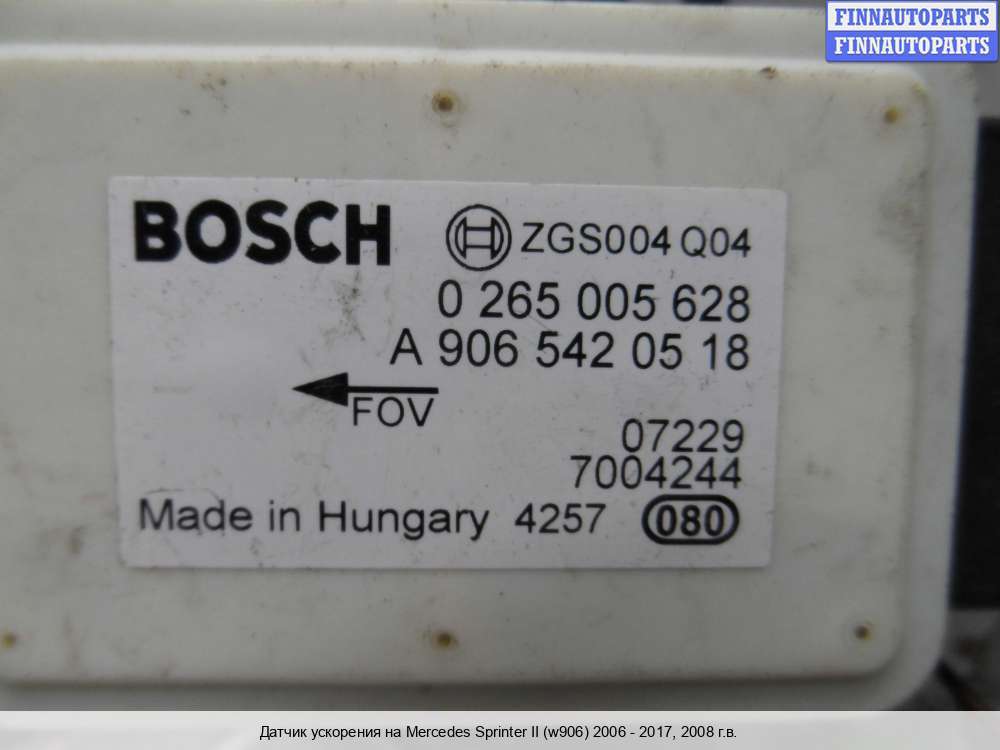 FINNAUTOPARTS
FINNAUTOPARTS
BOSCH ZGS004 Q04
0 265 005 628
A 906 542 05 18
FOV
07229
7004244
Made in Hungary 4257 080
Датчик ускорения на Mercedes Sprinter II (w906) 2006 - 2017, 2008 г.в.